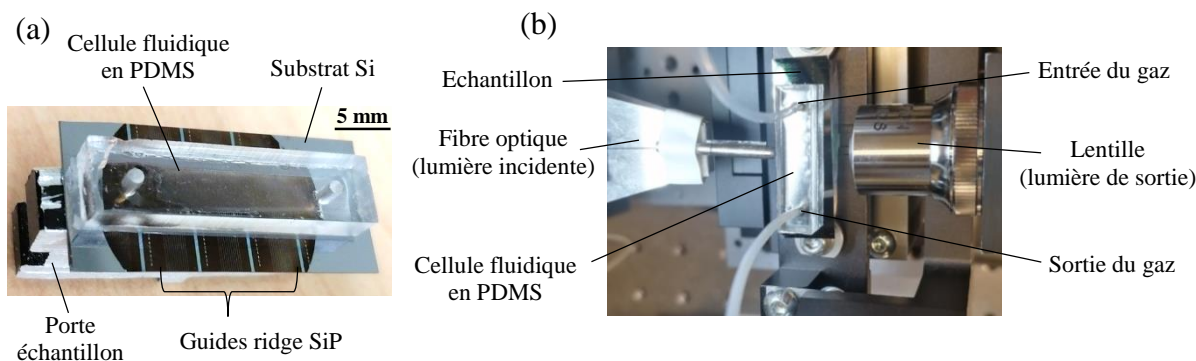 (a)
Cellule fluidique
en PDMS
Substrat Si
5 mm
Porte
échantillon
Guides ridge SiP
(b)
Echantillon
Entrée du gaz
Fibre optique
(lumière incidente)
Lentille
(lumière de sortie)
Cellule fluidique
en PDMS
Sortie du gaz